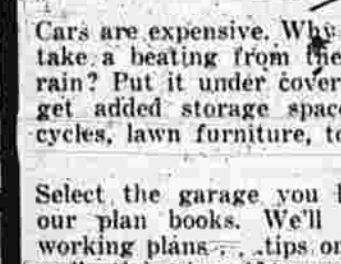 Cars are expensive. Why
take a beating from the
rain? Put it under cover
get added storage space
cycles, lawn furniture, to
Select the garage you
our plan books. We'll
working plans . . . tips on